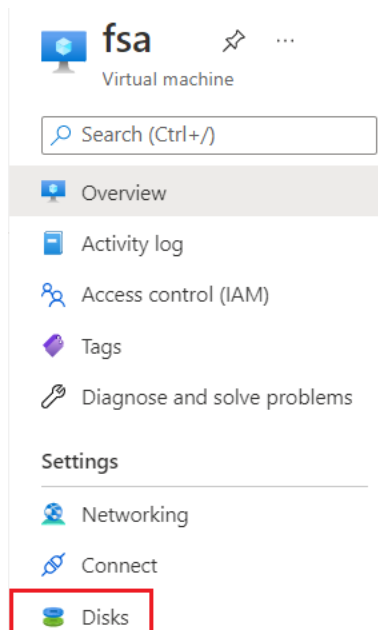 fsa
Virtual machine
Search (Ctrl+/)
Overview
Activity log
Access control (IAM)
Tags
Diagnose and solve problems
Settings
Networking
Connect
Disks